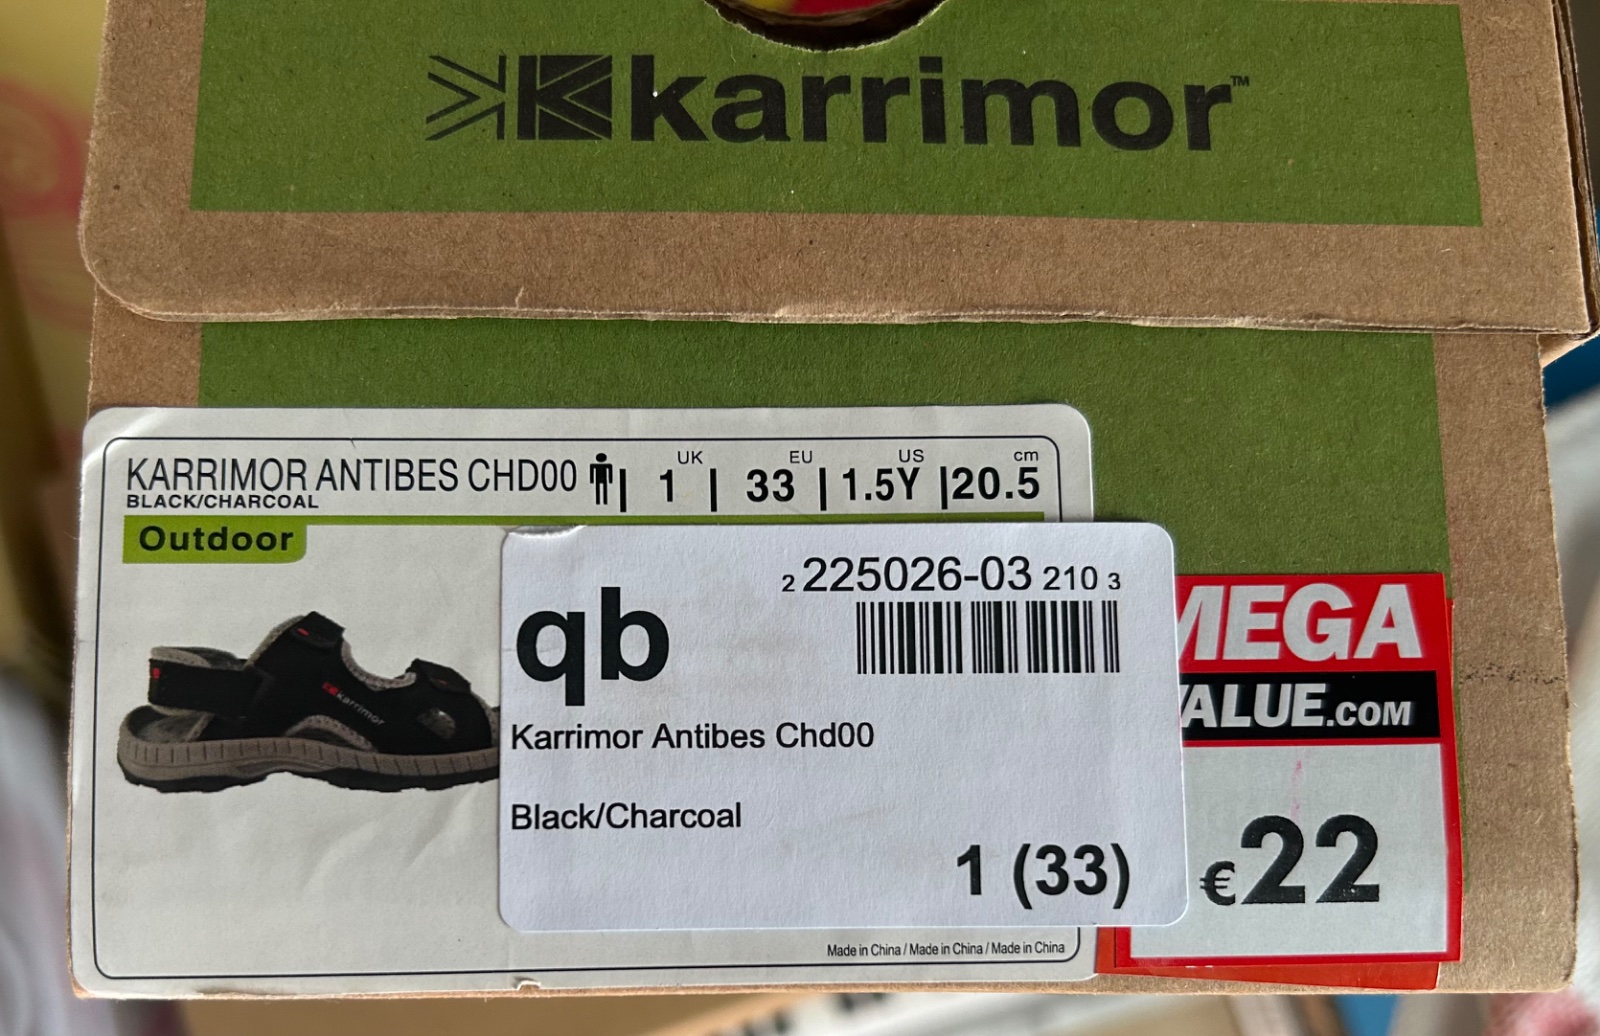 karrimor™
KARRIMOR ANTIBES CHD00 | 1 UK | 33 EU | 1.5Y US | 20.5 cm
BLACK/CHARCOAL
Outdoor
karrimor
2 225026-03 210 3
qb
Karrimor Antibes Chd00
Black/Charcoal
1 (33)
Made in China / Made in China / Made in China
MEGA
VALUE.COM
€22